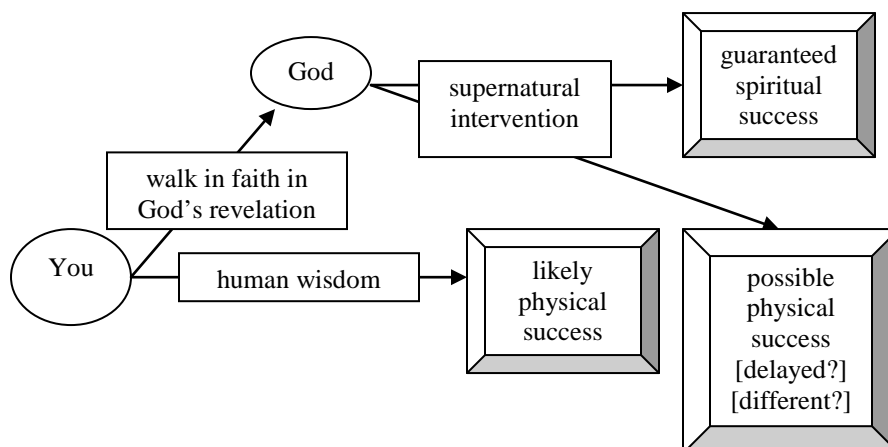 God
supernatural
intervention
guaranteed
spiritual
success
walk in faith in
God’s revelation
You
human wisdom
likely
physical
success
possible
physical
success
[delayed?]
[different?]